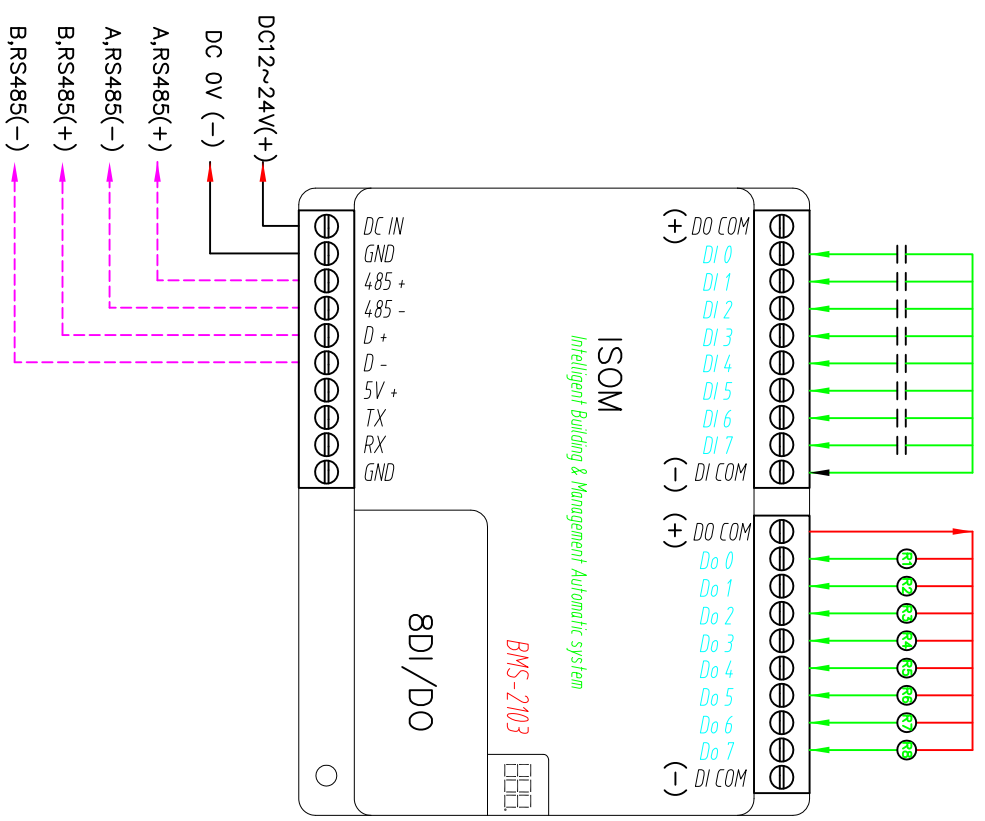 DC12~24V(+)
DC 0V (-)
A,RS485(+)
A,RS485(-)
B,RS485(+)
B,RS485(-)
DC IN
GND
485 +
485 -
D +
D -
5V +
TX
RX
GND
ISOM
Intelligent Building & Management Automatic system
8DI/DO
BMS-2103
(+) DO COM
DI 0
DI 1
DI 2
DI 3
DI 4
DI 5
DI 6
DI 7
(-) DI COM
(+) DO COM
Do 0
Do 1
Do 2
Do 3
Do 4
Do 5
Do 6
Do 7
(-) DI COM
R1
R2
R3
R4
R5
R6
R7
R8